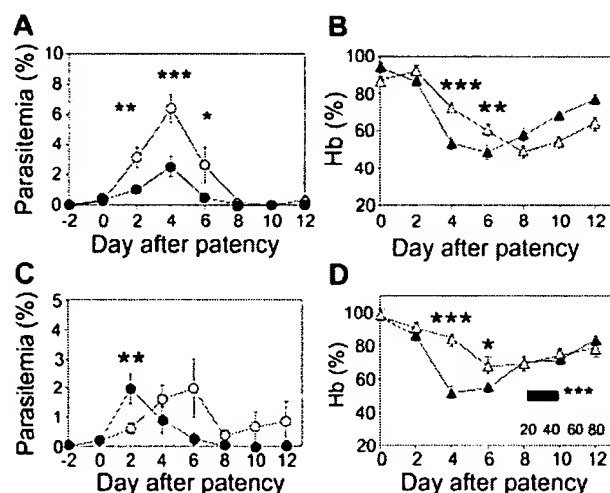 A
Parasitemia (%)
10
8
6
4
2
0
** *** *
-2 0 2 4 6 8 10 12
Day after patency
B
Hb (%)
100
80
60
40
20
*** **
0 2 4 6 8 10 12
Day after patency
C
Parasitemia (%)
5
4
3
2
1
0
**
-2 0 2 4 6 8 10 12
Day after patency
D
Hb (%)
100
80
60
40
20
*** *
***
20 40 60 80
0 2 4 6 8 10 12
Day after patency